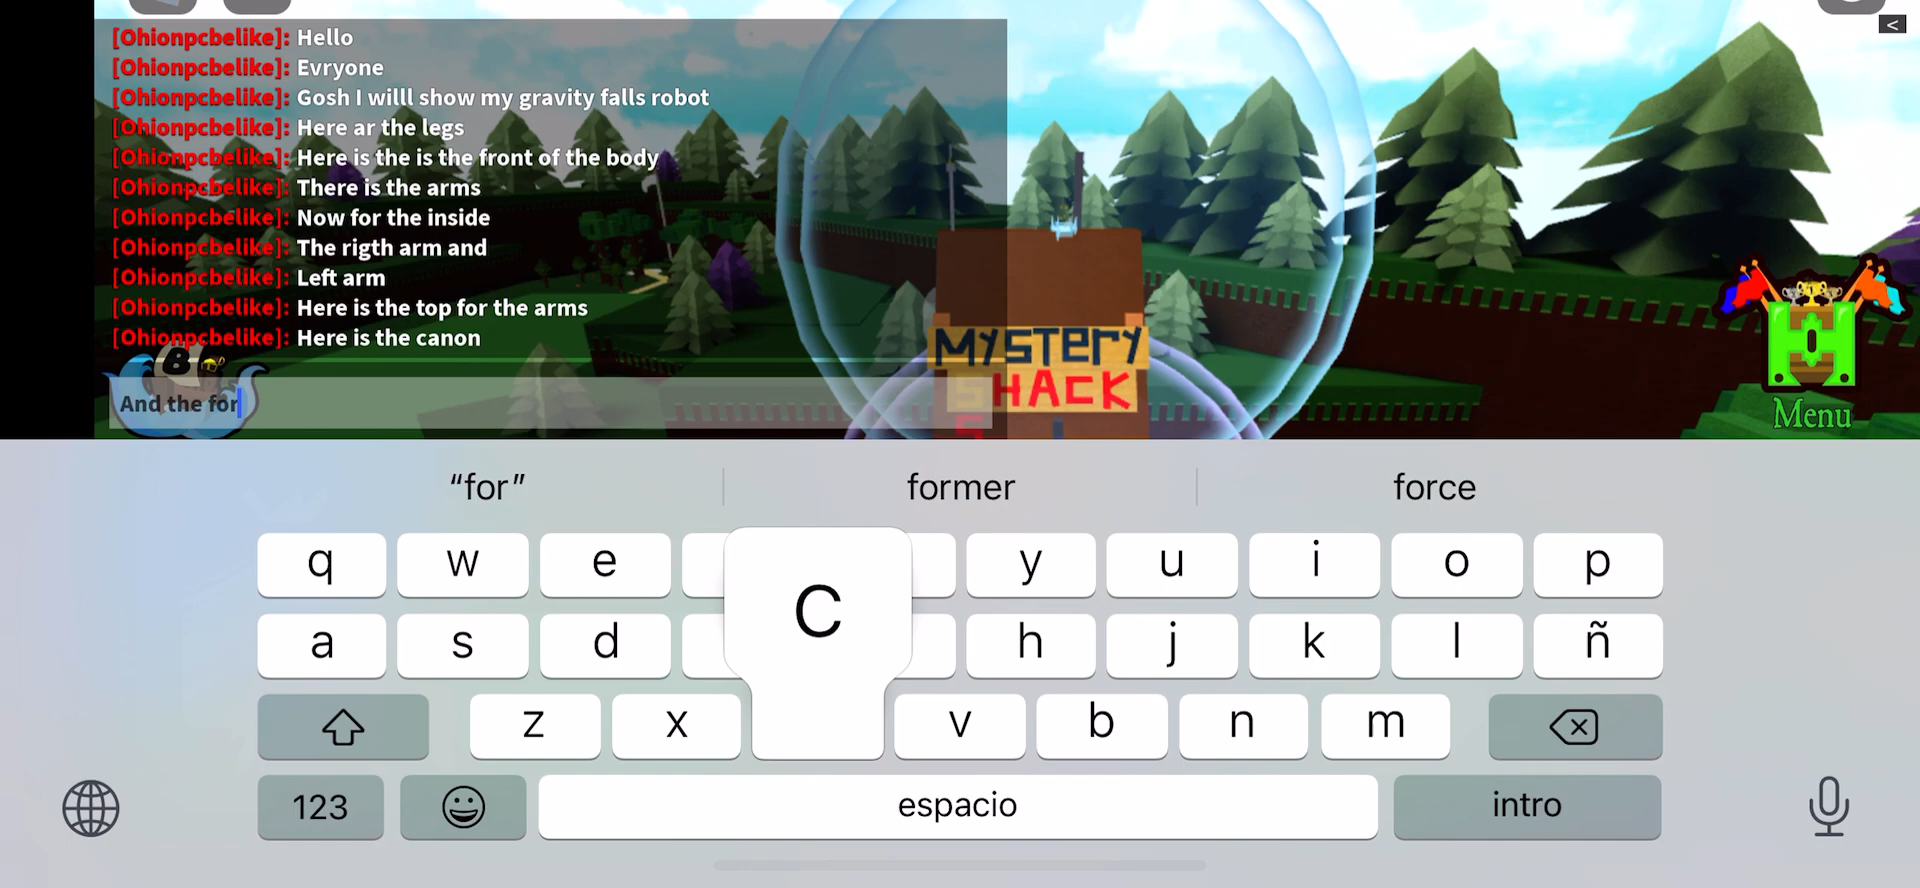 <
[Ohionpcbelike]: Hello
[Ohionpcbelike]: Evryone
[Ohionpcbelike]: Gosh I willl show my gravity falls robot
[Ohionpcbelike]: Here ar the legs
[Ohionpcbelike]: Here is the is the front of the body
[Ohionpcbelike]: There is the arms
[Ohionpcbelike]: Now for the inside
[Ohionpcbelike]: The rigth arm and
[Ohionpcbelike]: Left arm
[Ohionpcbelike]: Here is the top for the arms
[Ohionpcbelike]: Here is the canon
MysTery
SHACK
S
B
And the for
Menu
“for” former force
q w e y u i o p
C
a s d h j k l ñ
z x v b n m
123 espacio intro